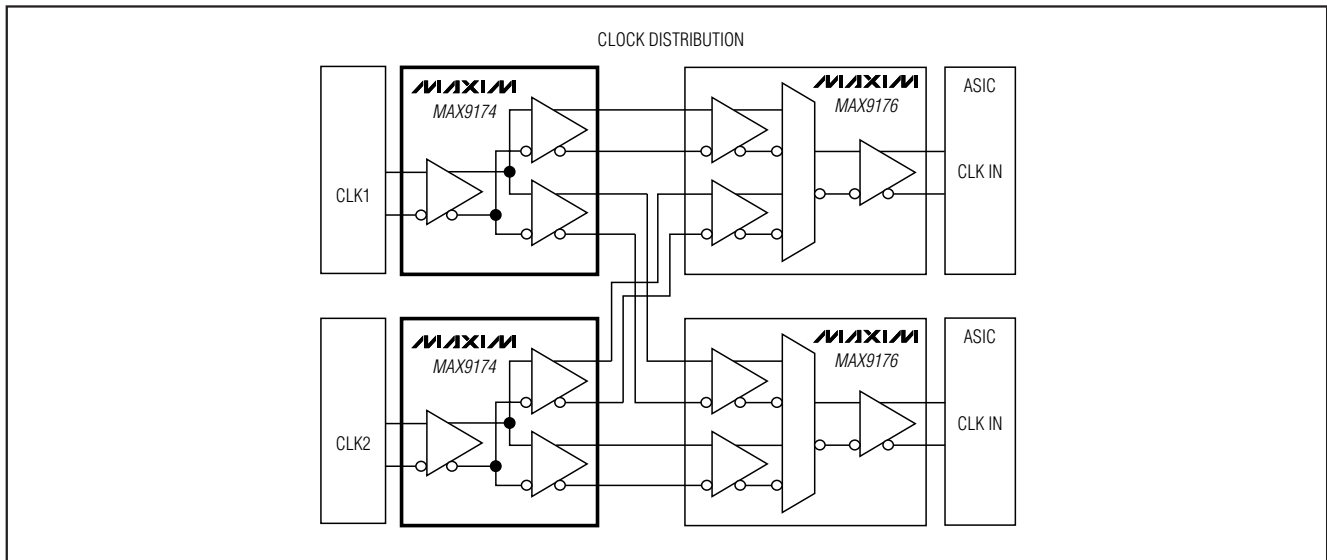 CLOCK DISTRIBUTION
CLK1
MAXIM
MAX9174
MAXIM
MAX9176
ASIC
CLK IN
CLK2
MAXIM
MAX9174
MAXIM
MAX9176
ASIC
CLK IN